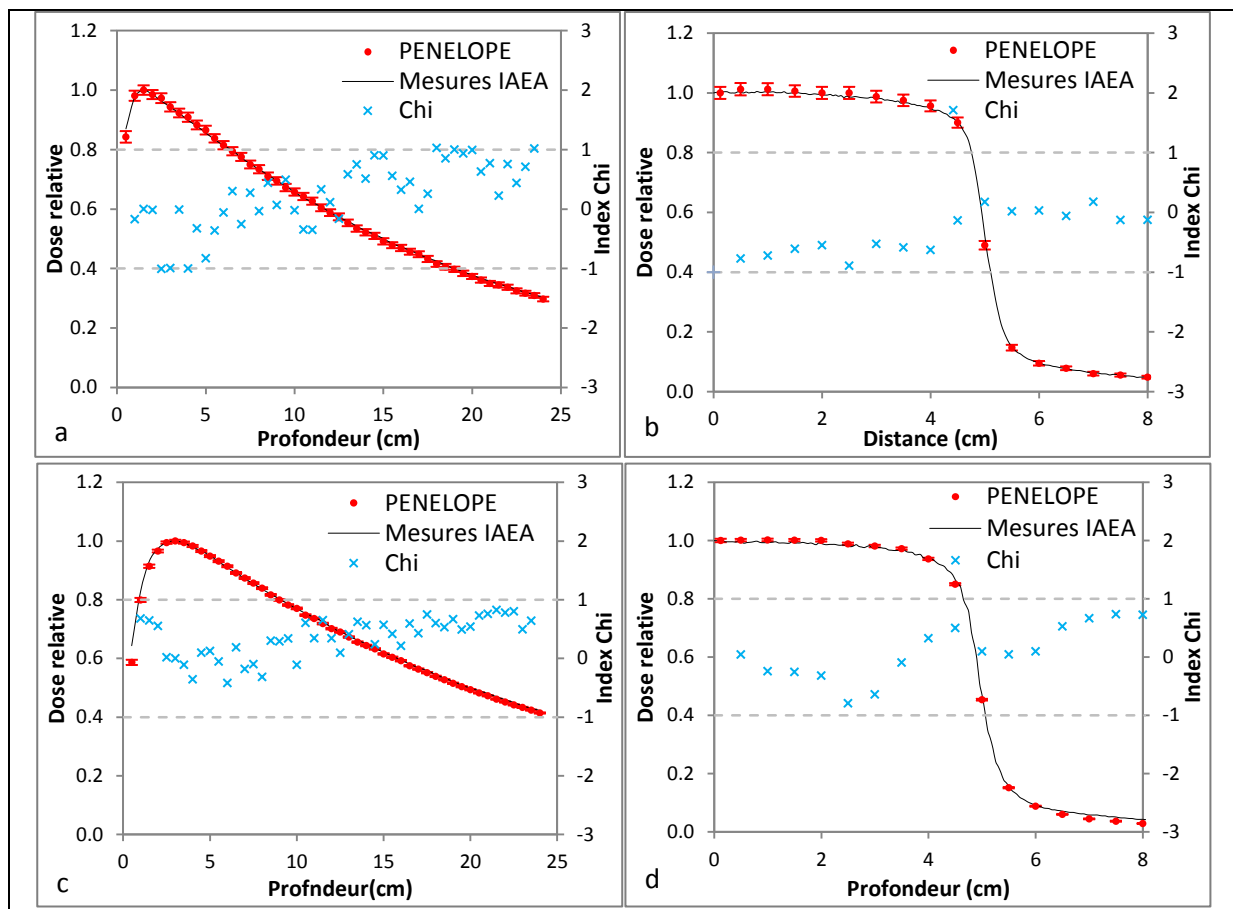 1.2
1.0
0.8
0.6
0.4
0.2
0.0
Dose relative
3
2
1
0
-1
-2
-3
Index Chi
PENELOPE
Mesures IAEA
Chi
0 5 10 15 20 25
Profondeur (cm)
a
1.2
1.0
0.8
0.6
0.4
0.2
0.0
Dose relative
3
2
1
0
-1
-2
-3
Index Chi
PENELOPE
Mesures IAEA
Chi
0 2 4 6 8
Distance (cm)
b
1.2
1.0
0.8
0.6
0.4
0.2
0.0
Dose relative
3
2
1
0
-1
-2
-3
Index Chi
PENELOPE
Mesures IAEA
Chi
0 5 10 15 20 25
Profndeur(cm)
c
1.2
1.0
0.8
0.6
0.4
0.2
0.0
Dose relative
3
2
1
0
-1
-2
-3
Index Chi
PENELOPE
Mesures IAEA
Chi
0 2 4 6 8
Profondeur (cm)
d